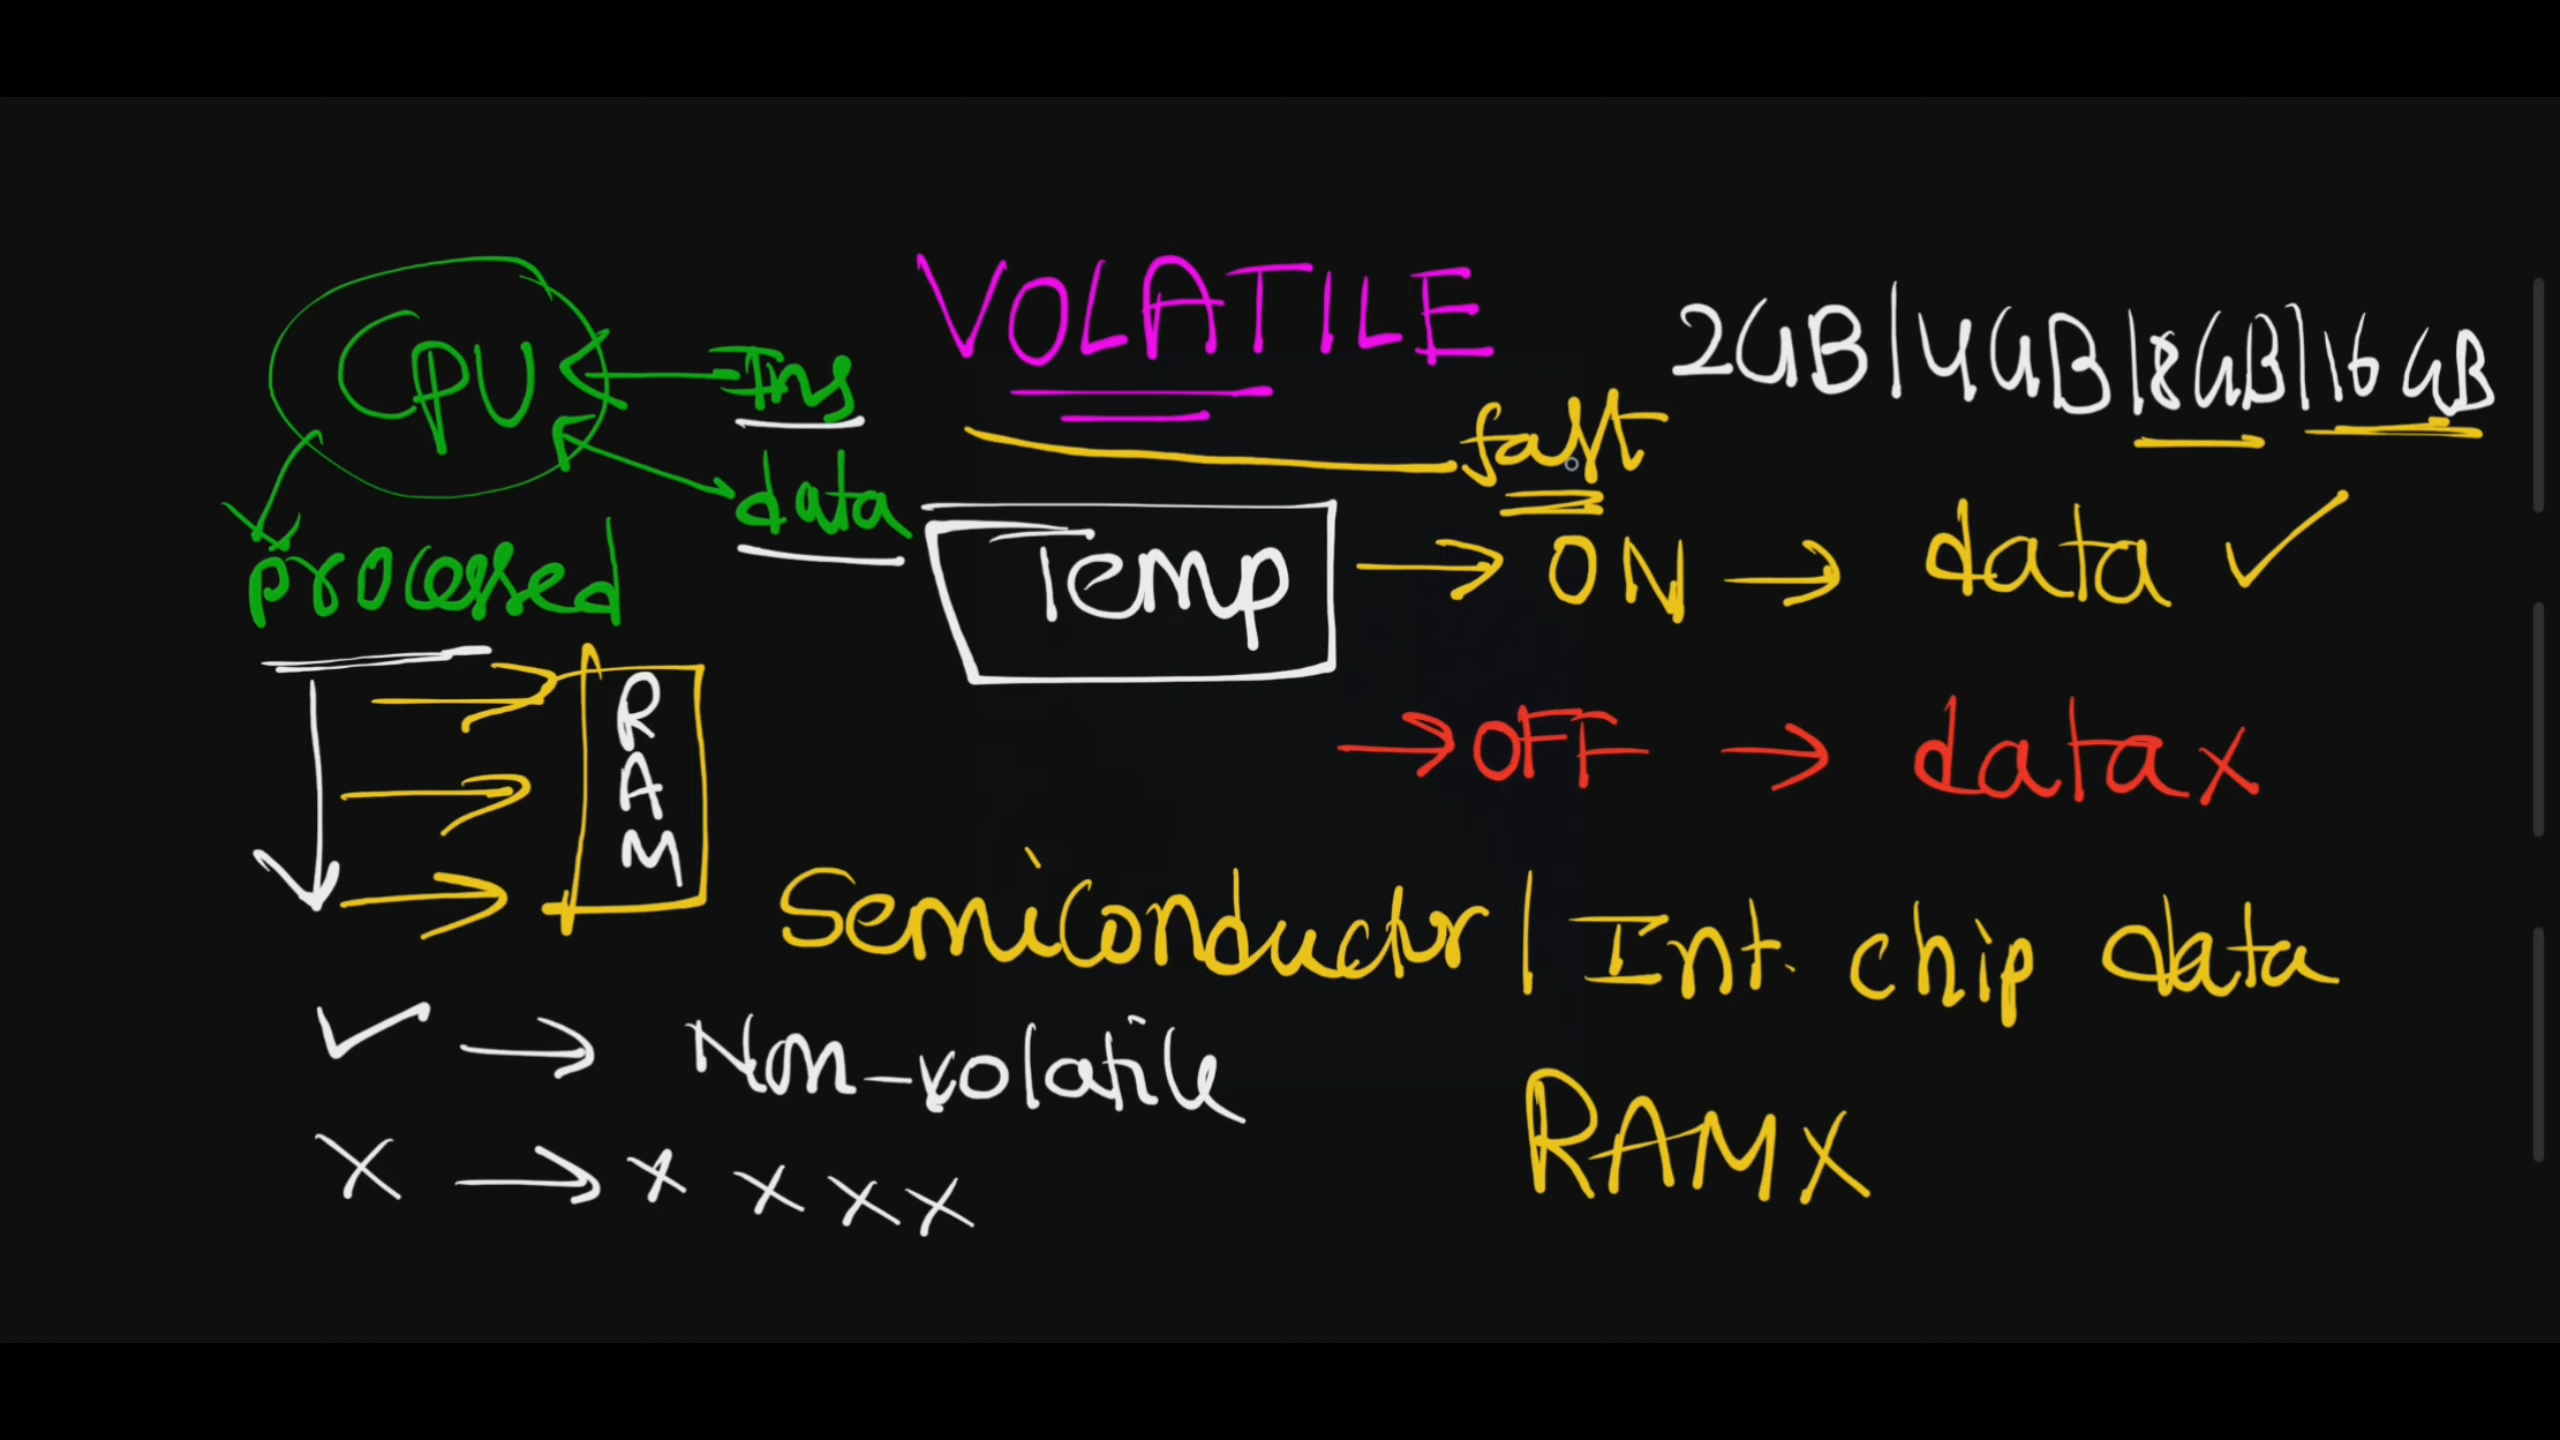 CPU
Ins
data
processed
RAM
VOLATILE
fast
2GB|4GB|8GB|16GB
Temp → ON → data ✓
→ OFF → data x
Semiconductor | Int. chip data
✓ → Non-volatile
X → x x x x
RAM X